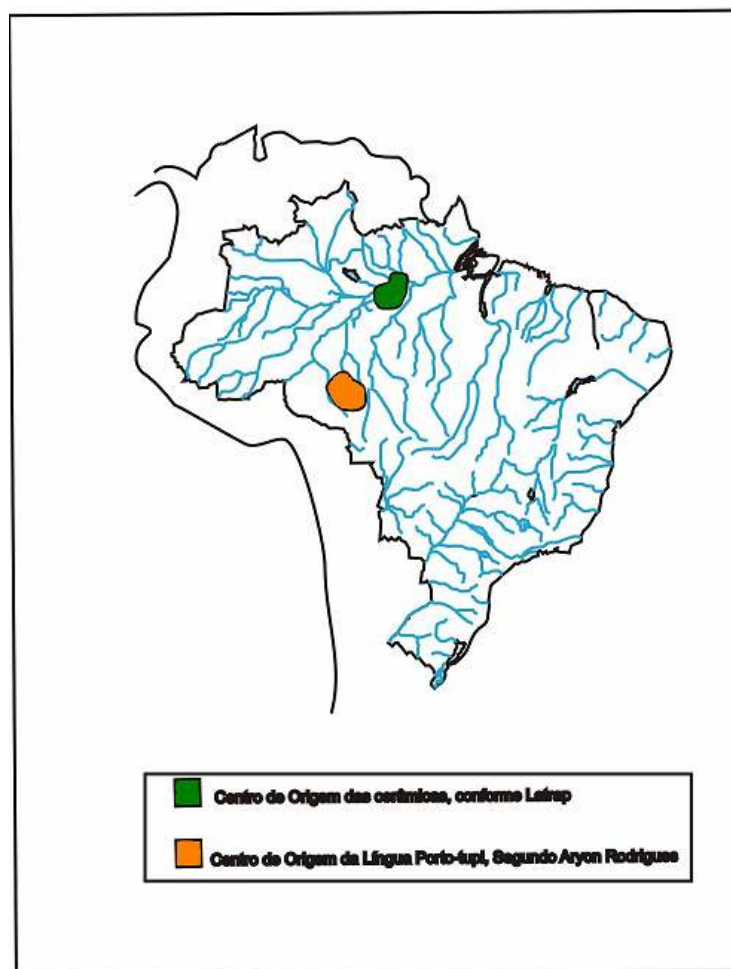 Centro de Origem das cerâmicas, conforme Latrap
Centro de Origem da Língua Porto-tupi, Segundo Aryon Rodrigues